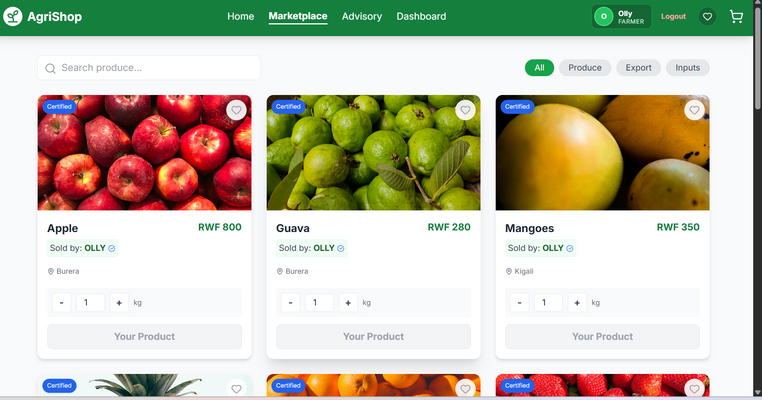 AgriShop
Home Marketplace Advisory Dashboard
O Olly
FARMER
Logout
Search produce...
All Produce Export Inputs
Certified Certified Certified
Apple RWF 800
Sold by: OLLY
Burera
- 1 + kg
Your Product
Guava RWF 280
Sold by: OLLY
Burera
- 1 + kg
Your Product
Mangoes RWF 350
Sold by: OLLY
Kigali
- 1 + kg
Your Product
Certified Certified Certified